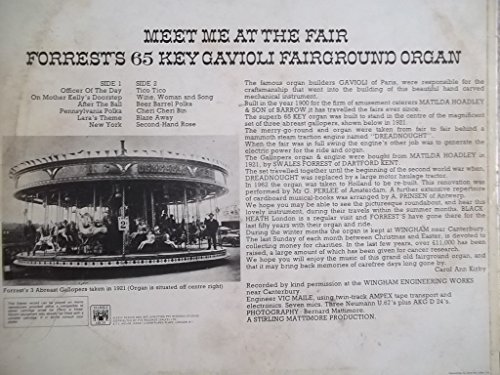 MEET ME AT THE FAIR
FORRESTS 65 KEY GAVIOLI FAIRGROUND ORGAN
SIDE 1
Officer Of The Day
On Mother Kelly's Doorstep
After The Ball
Pennsylvania Polka
Lara's Theme
New York
SIDE 2
Tico Tico
Wine, Woman and Song
Beer Barrel Polka
Cheri Cheri Bin
Blaze Away
Second-Hand Rose
The famous organ builders GAVIOLI of Paris, were responsible for the
craftsmanship that went into the building of this beautiful hand carved
mechanical instrument.
Built in the year 1900 for the firm of amusement caterers MATILDA HOADLEY
& SON of BARROW it has travelled ever since.
The superb 65 KEY organ was built to stand in the centre of the magnificent
set of three abreast gallopers, shown below in 1921.
The merry-go-round and organ were taken from fair to fair behind a
mammoth steam traction engine named "DREADNOUGHT".
When the fair was in full swing the engine's other job was to generate the
electric power for the ride and organ.
The Gallopers organ & engine were bought from MATILDA HOADLEY in
1921, by SWALES FORREST of DARTFORD KENT.
The set travelled together until the beginning of the second world war when
DREADNOUGHT was replaced by a large motor haulage tractor.
In 1962 the organ was taken to Holland to be re-built. This renovation was
performed by Mr G. PERLEE of Amsterdam. A further extensive repertoire
of cardboard musical-books was arranged by A. PRINSEN of Antwerp.
We hope you may be able to see the picturesque roundabout, and hear this
lovely instrument, during their travels within the summer months. BLACK
HEATH London is a regular visit and FORREST's have gone there for the
last fifty years with their organ and ride.
During the winter months the organ is kept at WINGHAM near Canterbury.
The last Sunday of each month between Christmas and Easter, is devoted to
collecting money for charities. In the last few years, over £11,000 has been
raised, a large amount of which has been given for cancer research.
We hope you will enjoy the music of this grand old fairground organ, and
that it may bring back memories of carefree days long gone by.
Carol Ann Kirby
Recorded by kind permission at the WINGHAM ENGINEERING WORKS
near Canterbury.
Engineer VIC MAILE, using twin-track AMPEX tape transport and
electronics. Seven mics. Three Neumann U.67's plus AKG D 24's.
PHOTOGRAPHY - Bernard Mattimore.
A STIRLING MATTIMORE PRODUCTION.
Forrest's 3 Abreast Gallopers taken in 1921 (Organ is situated off centre right)